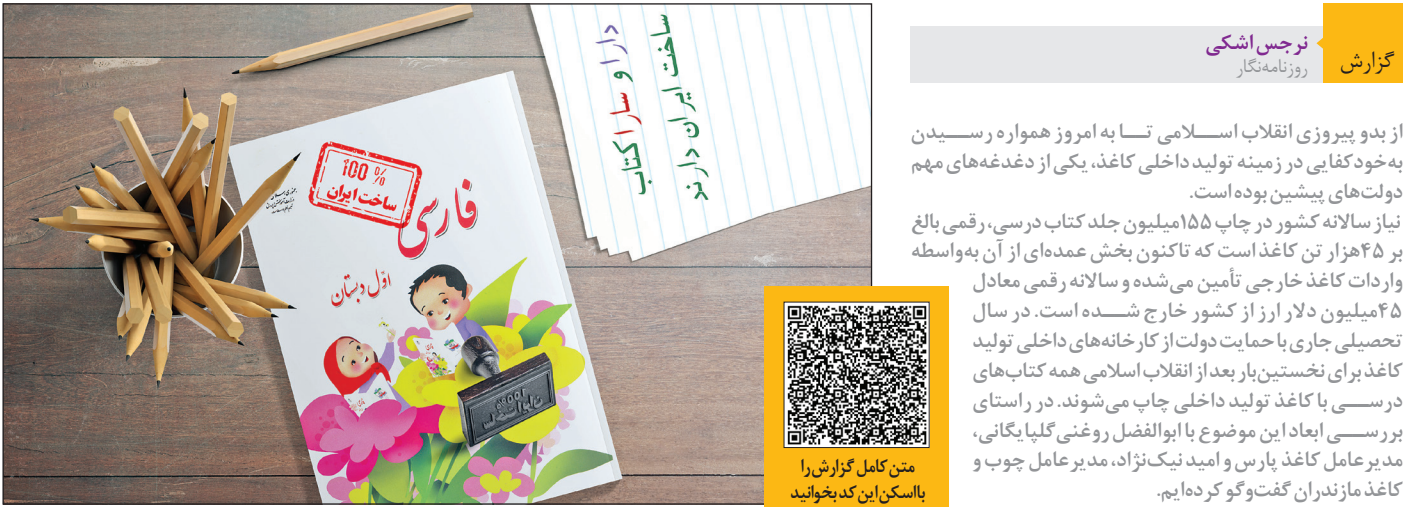 گزارش
نرجس اشکی
روزنامه‌نگار
از بدو پیروزی انقلاب اسلامی تا به امروز همواره رسیدن
به‌خودکفایی در زمینه تولید داخلی کاغذ، یکی از دغدغه‌های مهم
دولت‌های پیشین بوده است.
نیاز سالانه کشور در چاپ ۱۵۵میلیون جلد کتاب درسی، رقمی بالغ
بر ۴۵هزار تن کاغذ است که تاکنون بخش عمده‌ای از آن به‌واسطه
واردات کاغذ خارجی تأمین می‌شده و سالانه رقمی معادل
۴۵میلیون دلار ارز از کشور خارج شده است. در سال
تحصیلی جاری با حمایت دولت از کارخانه‌های داخلی تولید
کاغذ برای نخستین‌بار بعد از انقلاب اسلامی همه کتاب‌های
درسی با کاغذ تولید داخلی چاپ می‌شوند. در راستای
بررسی ابعاد این موضوع با ابوالفضل روغنی گلپایگانی،
مدیرعامل کاغذ پارس و امید نیک‌نژاد، مدیرعامل چوب و
کاغذ مازندران گفت‌وگو کرده‌ایم.
دارا و سارا کتاب
ساخت ایران دارند
100 %
ساخت ایران
فارسی
اوّل دبستان
متن کامل گزارش را
با اسکن این کد بخوانید